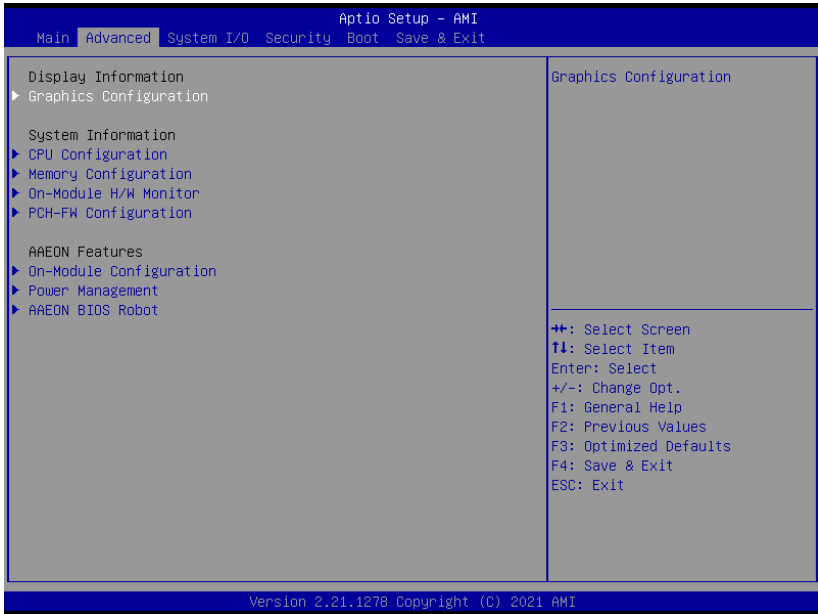 Aptio Setup – AMI
Main Advanced System I/O Security Boot Save & Exit
Display Information
Graphics Configuration
System Information
CPU Configuration
Memory Configuration
On-Module H/W Monitor
PCH-FW Configuration
AAEON Features
On-Module Configuration
Power Management
AAEON BIOS Robot
Graphics Configuration
→←: Select Screen
↑↓: Select Item
Enter: Select
+/-: Change Opt.
F1: General Help
F2: Previous Values
F3: Optimized Defaults
F4: Save & Exit
ESC: Exit
Version 2.21.1278 Copyright (C) 2021 AMI